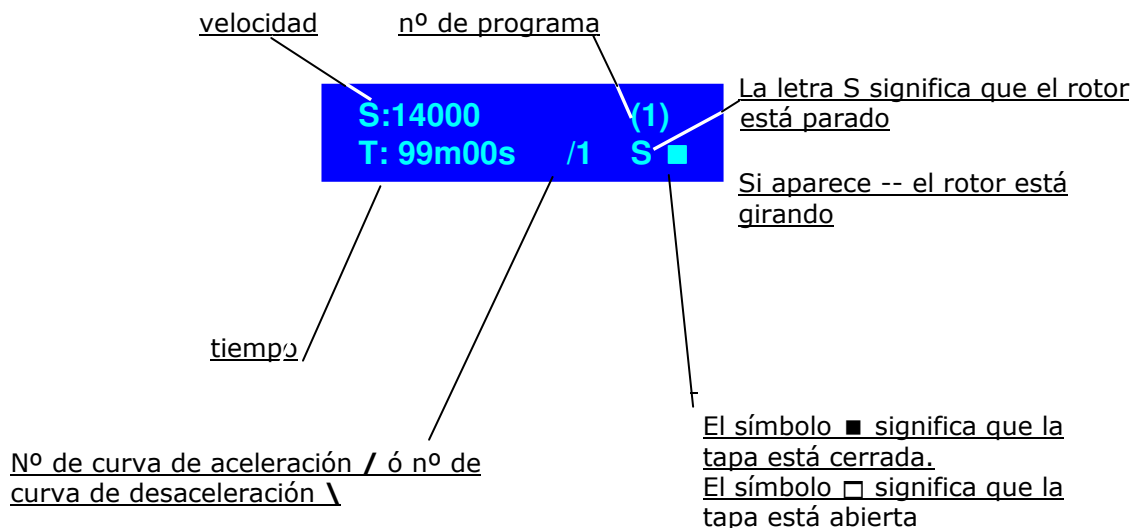 velocidad
nº de programa
S:14000 (1)
T: 99m00s /1 S ■
La letra S significa que el rotor
está parado
Si aparece -- el rotor está
girando
tiempo
Nº de curva de aceleración / ó nº de
curva de desaceleración \
El símbolo ■ significa que la
tapa está cerrada.
El símbolo □ significa que la
tapa está abierta